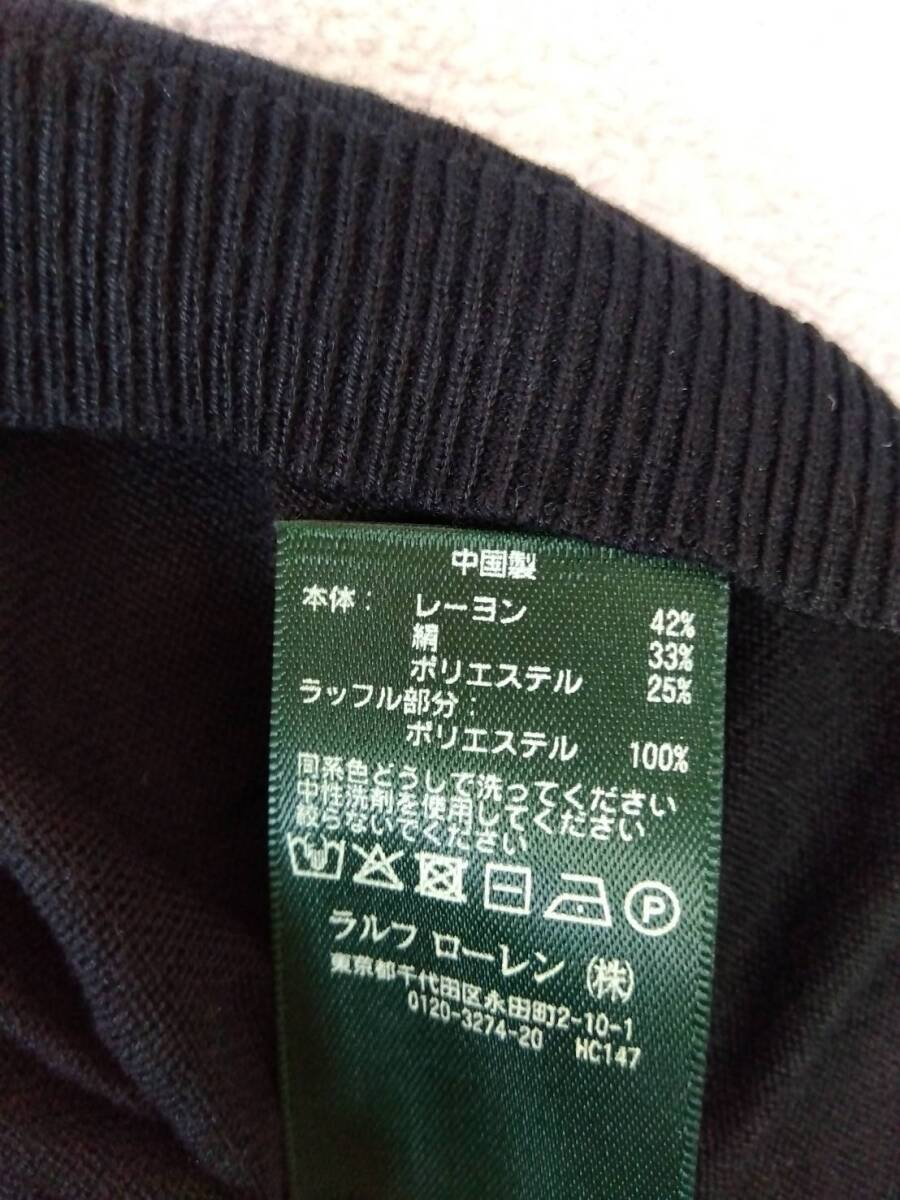 中国製
本体： レーヨン 42%
絹 33%
ポリエステル 25%
ラッフル部分：
ポリエステル 100%
同系色どうしで洗ってください
中性洗剤を使用してください
絞らないでください
P
ラルフ ローレン (株)
東京都千代田区永田町2-10-1
0120-3274-20 HC147